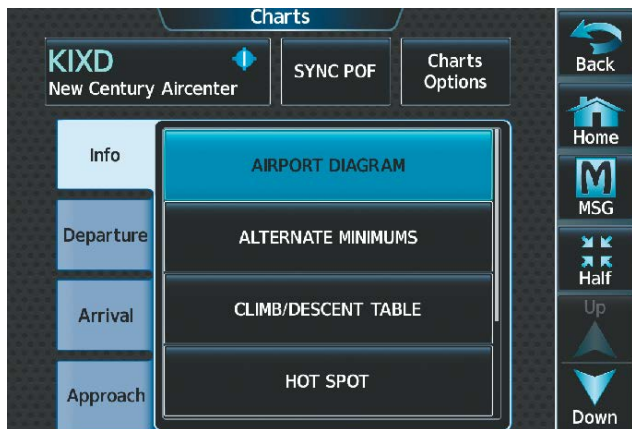 Charts
KIXD
New Century Aircenter
SYNC POF
Charts
Options
Back
Home
MSG
Half
Up
Down
Info
Departure
Arrival
Approach
AIRPORT DIAGRAM
ALTERNATE MINIMUMS
CLIMB/DESCENT TABLE
HOT SPOT